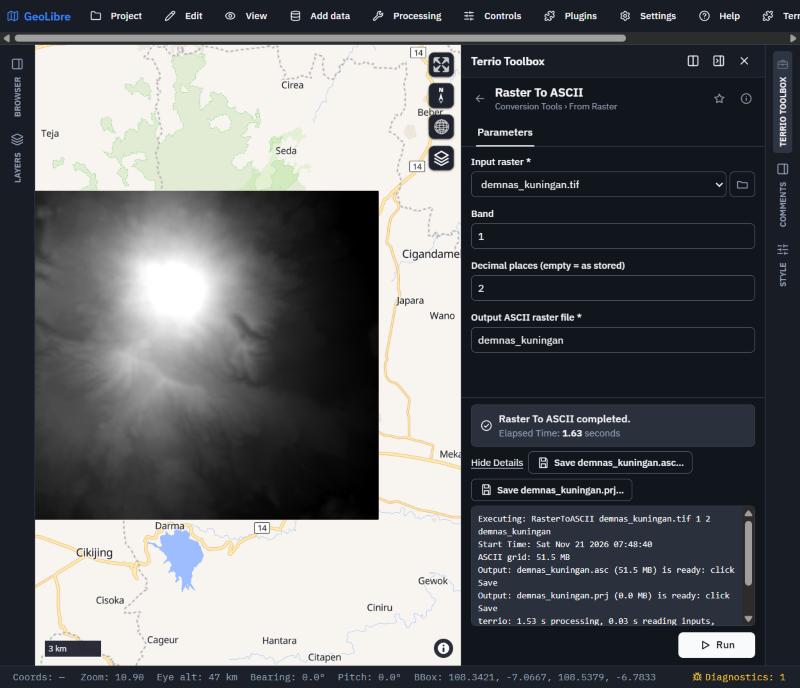 GeoLibre Project Edit View Add data Processing Controls Plugins Settings Help Terr
BROWSER
LAYERS
14
Cirea
Beber
Teja
Seda
14
Cigandame
Japara
Wano
Meka
Darma
14
Cikijing
Gewok
Cisoka
Ciniru
Cageur
Hantara
Citapen
3 km
N
Terrio Toolbox
Raster To ASCII
Conversion Tools › From Raster
Parameters
Input raster *
demnas_kuningan.tif
Band
1
Decimal places (empty = as stored)
2
Output ASCII raster file *
demnas_kuningan
Raster To ASCII completed.
Elapsed Time: 1.63 seconds
Hide Details Save demnas_kuningan.asc...
Save demnas_kuningan.prj...
Executing: RasterToASCII demnas_kuningan.tif 1 2
demnas_kuningan
Start Time: Sat Nov 21 2026 07:48:40
ASCII grid: 51.5 MB
Output: demnas_kuningan.asc (51.5 MB) is ready: click
Save
Output: demnas_kuningan.prj (0.0 MB) is ready: click
Save
terrio: 1.53 s processing, 0.03 s reading inputs,
Run
TERRIO TOOLBOX
COMMENTS
STYLE
Coords: — Zoom: 10.90 Eye alt: 47 km Bearing: 0.0° Pitch: 0.0° BBox: 108.3421, -7.0667, 108.5379, -6.7833 Diagnostics: 1